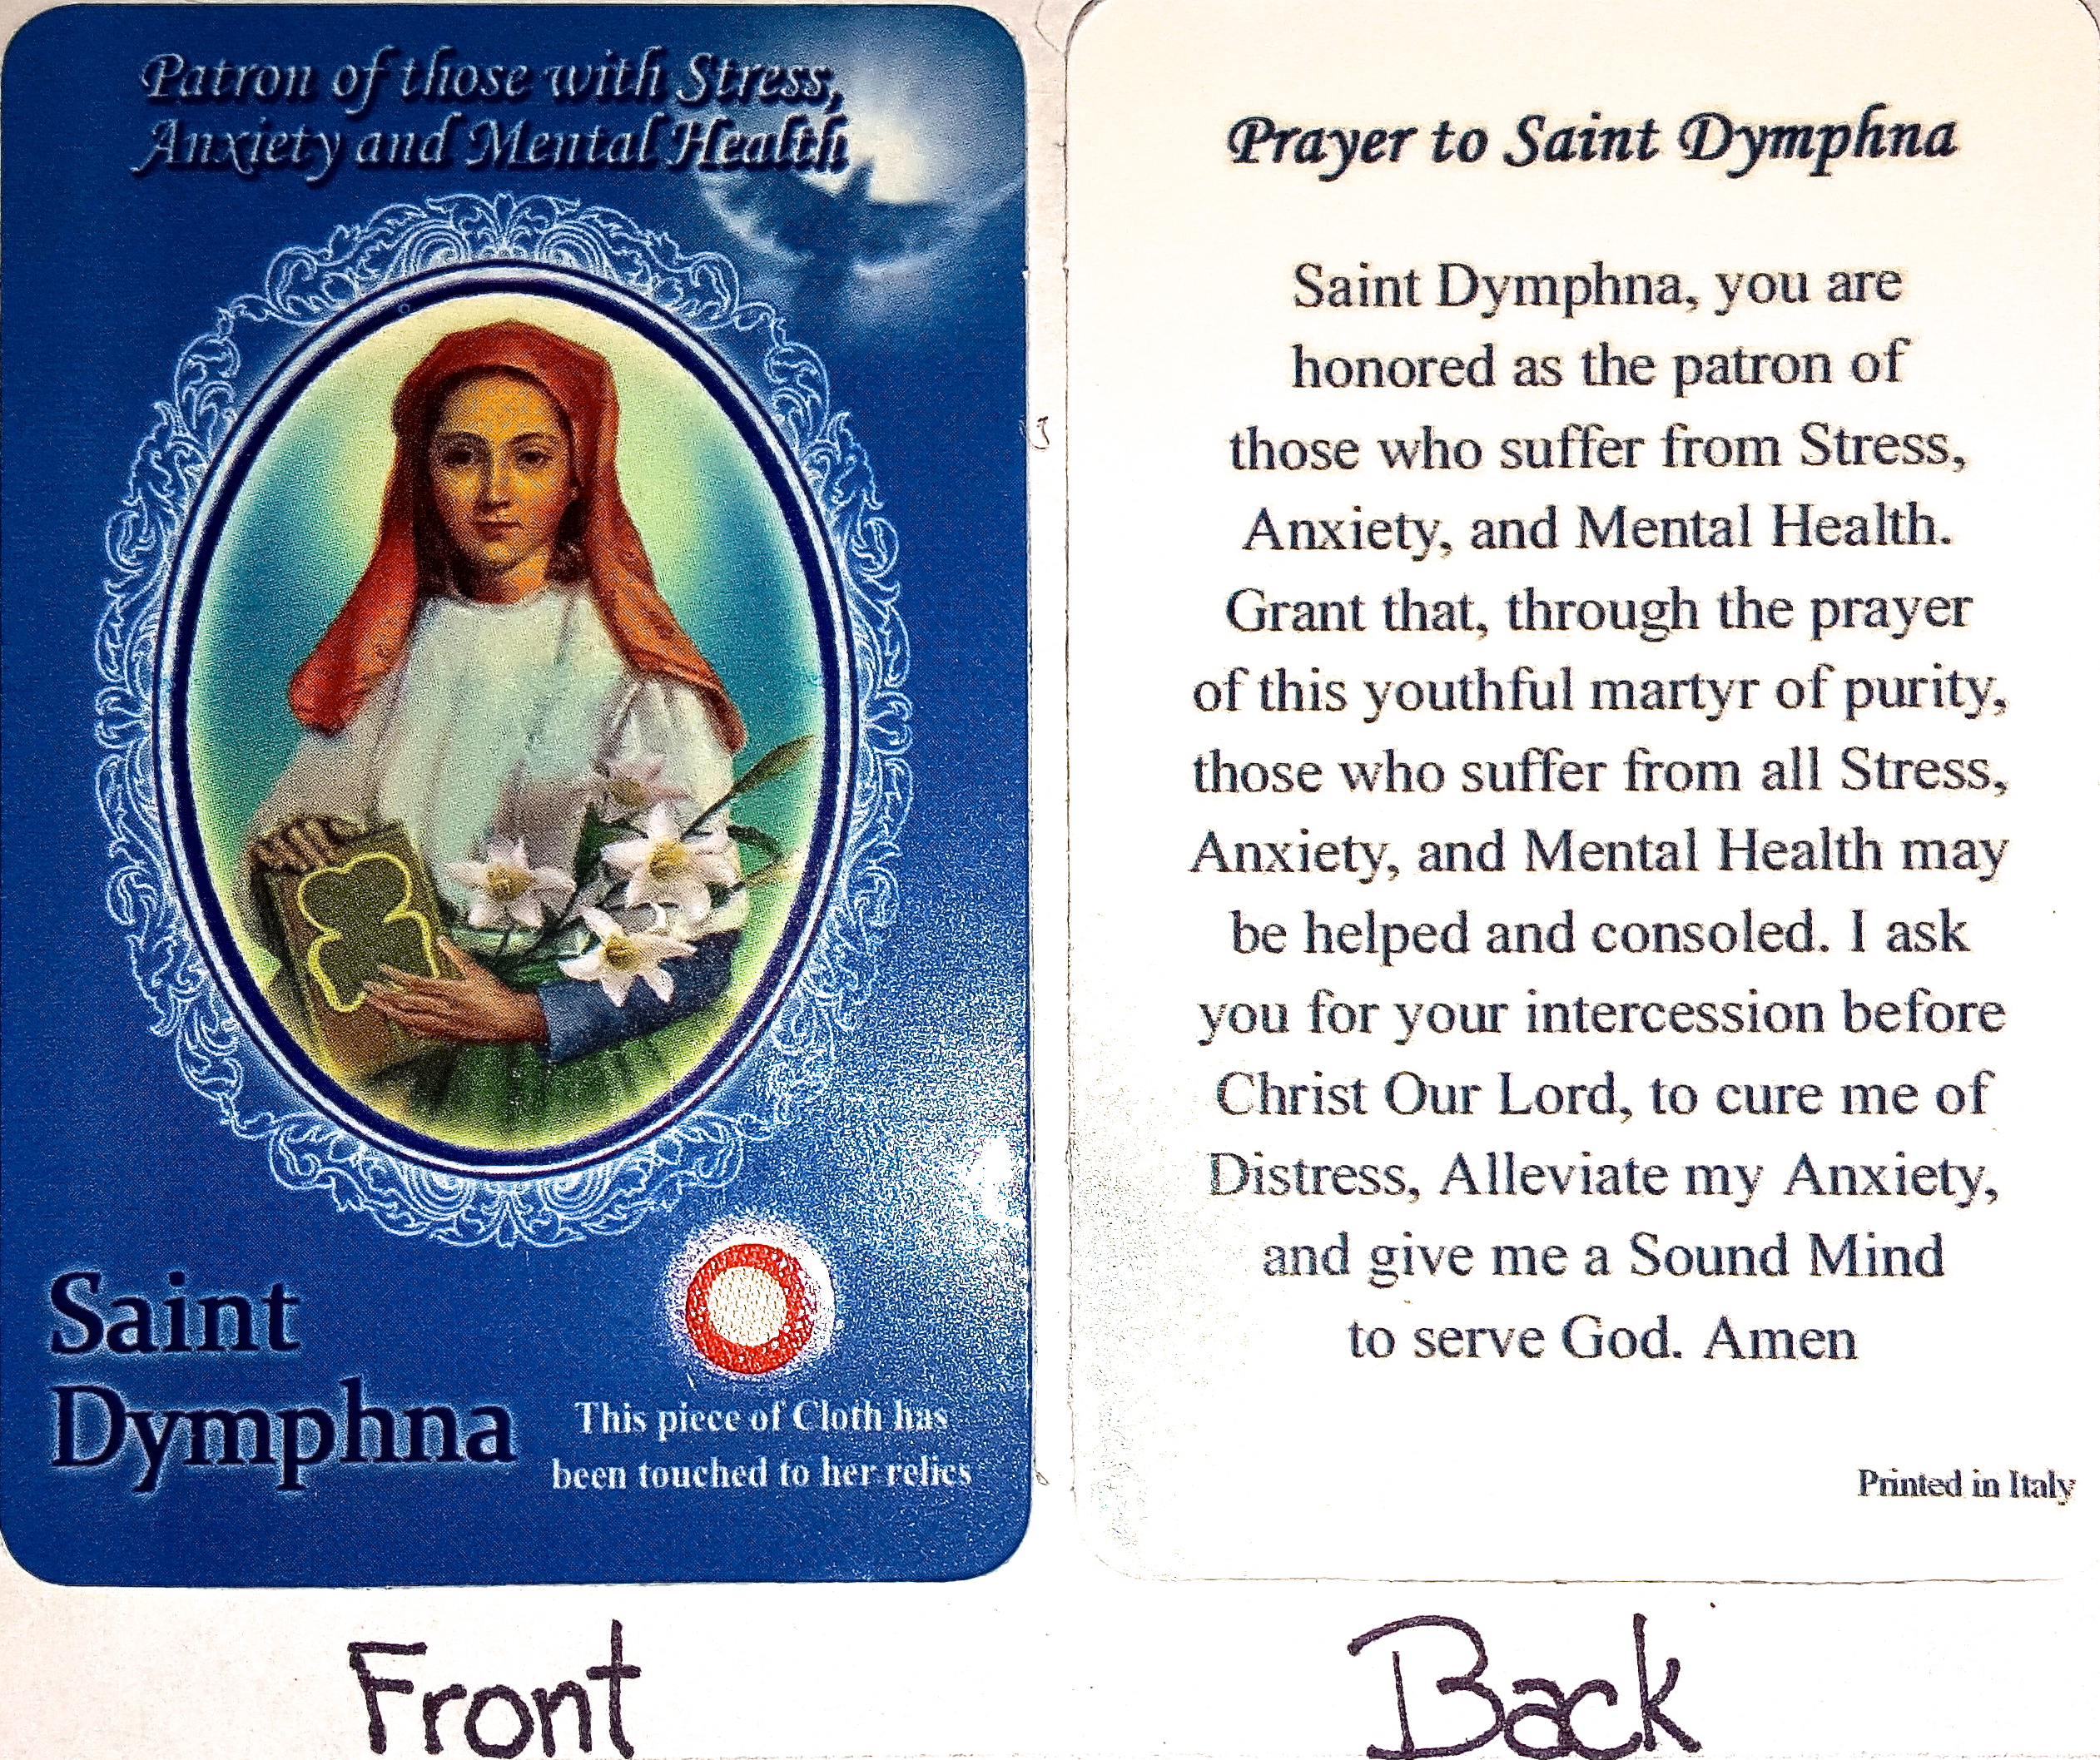 Patron of those with Stress,
Anxiety and Mental Health
Saint
Dymphna
This piece of Cloth has
been touched to her relics
Front
Prayer to Saint Dymphna
Saint Dymphna, you are
honored as the patron of
those who suffer from Stress,
Anxiety, and Mental Health.
Grant that, through the prayer
of this youthful martyr of purity,
those who suffer from all Stress,
Anxiety, and Mental Health may
be helped and consoled. I ask
you for your intercession before
Christ Our Lord, to cure me of
Distress, Alleviate my Anxiety,
and give me a Sound Mind
to serve God. Amen
Printed in Italy
Back